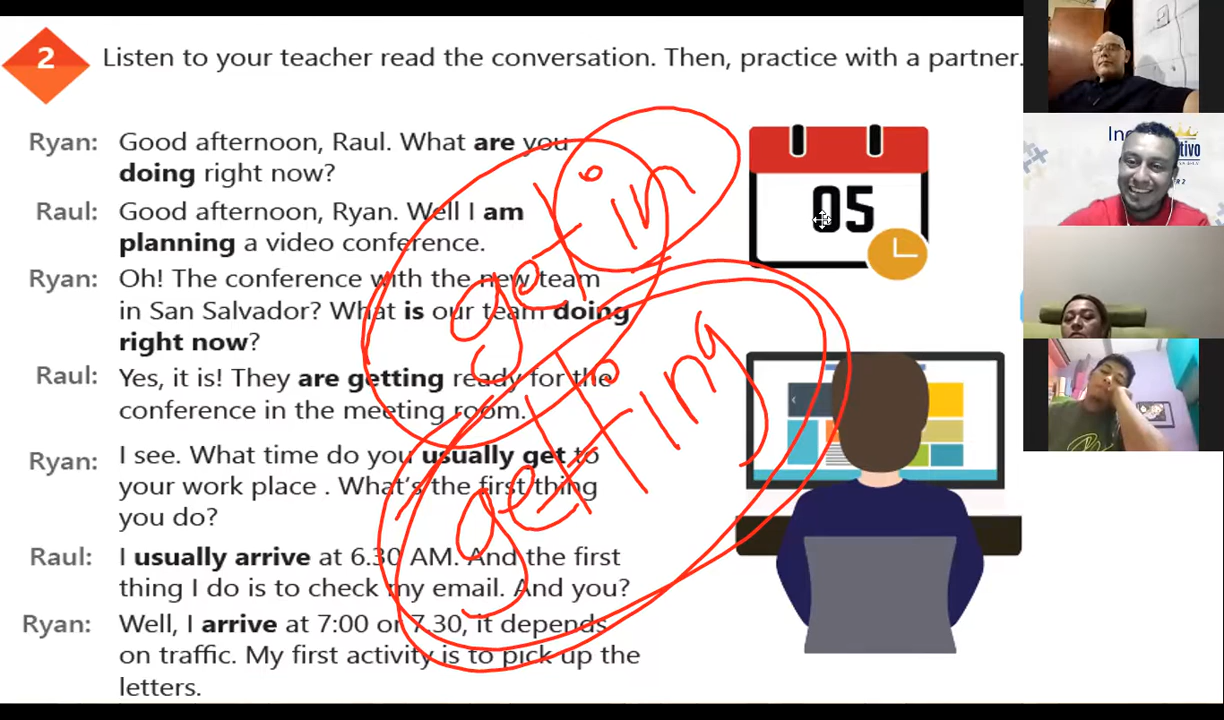 2 Listen to your teacher read the conversation. Then, practice with a partner.
Ryan: Good afternoon, Raul. What are you
doing right now?
Raul: Good afternoon, Ryan. Well I am
planning a video conference.
Ryan: Oh! The conference with the new team
in San Salvador? What is our team doing
right now?
Raul: Yes, it is! They are getting ready for the
conference in the meeting room.
Ryan: I see. What time do you usually get to
your work place . What's the first thing
you do?
Raul: I usually arrive at 6.30 AM. And the first
thing I do is to check my email. And you?
Ryan: Well, I arrive at 7:00 or 7.30, it depends
on traffic. My first activity is to pick up the
letters.
get in
getting
05